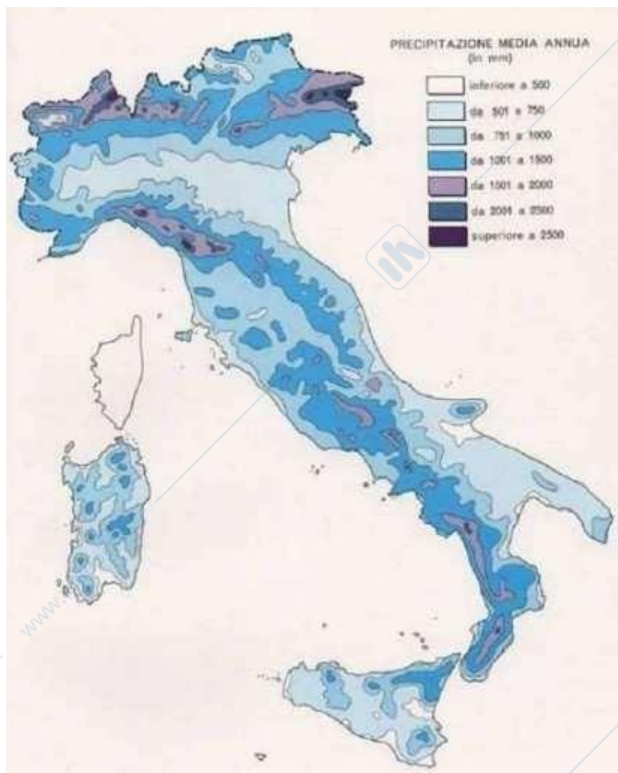 PRECIPITAZIONE MEDIA ANNUA
(in mm)
inferiore a 500
da 501 a 750
da 751 a 1000
da 1001 a 1500
da 1501 a 2000
da 2001 a 2500
superiore a 2500
www.